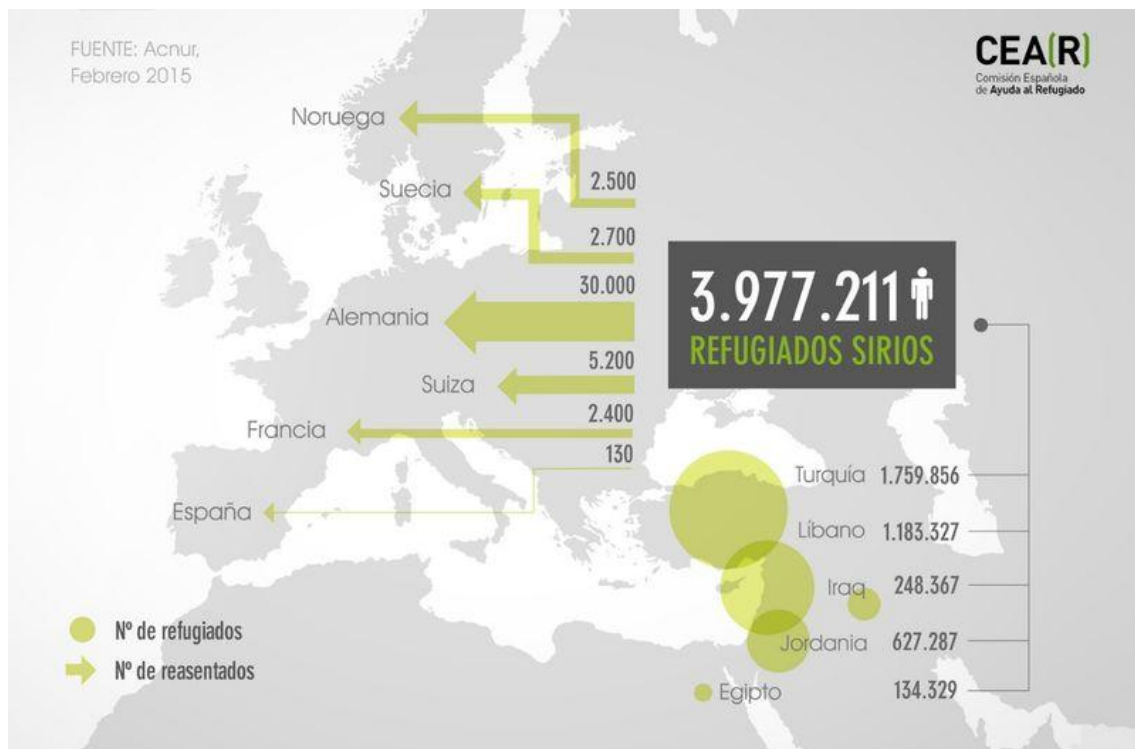 FUENTE: Acnur,
Febrero 2015
CEA(R)
Comisión Española
de Ayuda al Refugiado
Noruega
2.500
Suecia
2.700
30.000
Alemania
5.200
Suiza
2.400
Francia
130
España
3.977.211
REFUGIADOS SIRIOS
Turquía 1.759.856
Líbano 1.183.327
Iraq 248.367
Jordania 627.287
Egipto 134.329
Nº de refugiados
Nº de reasentados